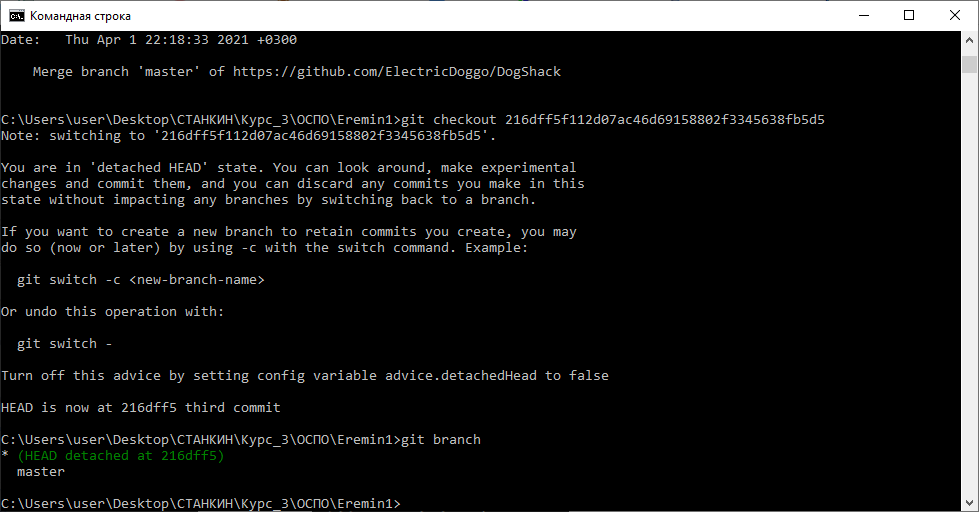 Командная строка
Date:   Thu Apr 1 22:18:33 2021 +0300
    Merge branch 'master' of https://github.com/ElectricDoggo/DogShack
C:\Users\user\Desktop\СТАНКИН\Курс_3\ОСПО\Eremin1>git checkout 216dff5f112d07ac46d69158802f3345638fb5d5
Note: switching to '216dff5f112d07ac46d69158802f3345638fb5d5'.
You are in 'detached HEAD' state. You can look around, make experimental
changes and commit them, and you can discard any commits you make in this
state without impacting any branches by switching back to a branch.
If you want to create a new branch to retain commits you create, you may
do so (now or later) by using -c with the switch command. Example:
  git switch -c <new-branch-name>
Or undo this operation with:
  git switch -
Turn off this advice by setting config variable advice.detachedHead to false
HEAD is now at 216dff5 third commit
C:\Users\user\Desktop\СТАНКИН\Курс_3\ОСПО\Eremin1>git branch
* (HEAD detached at 216dff5)
  master
C:\Users\user\Desktop\СТАНКИН\Курс_3\ОСПО\Eremin1>